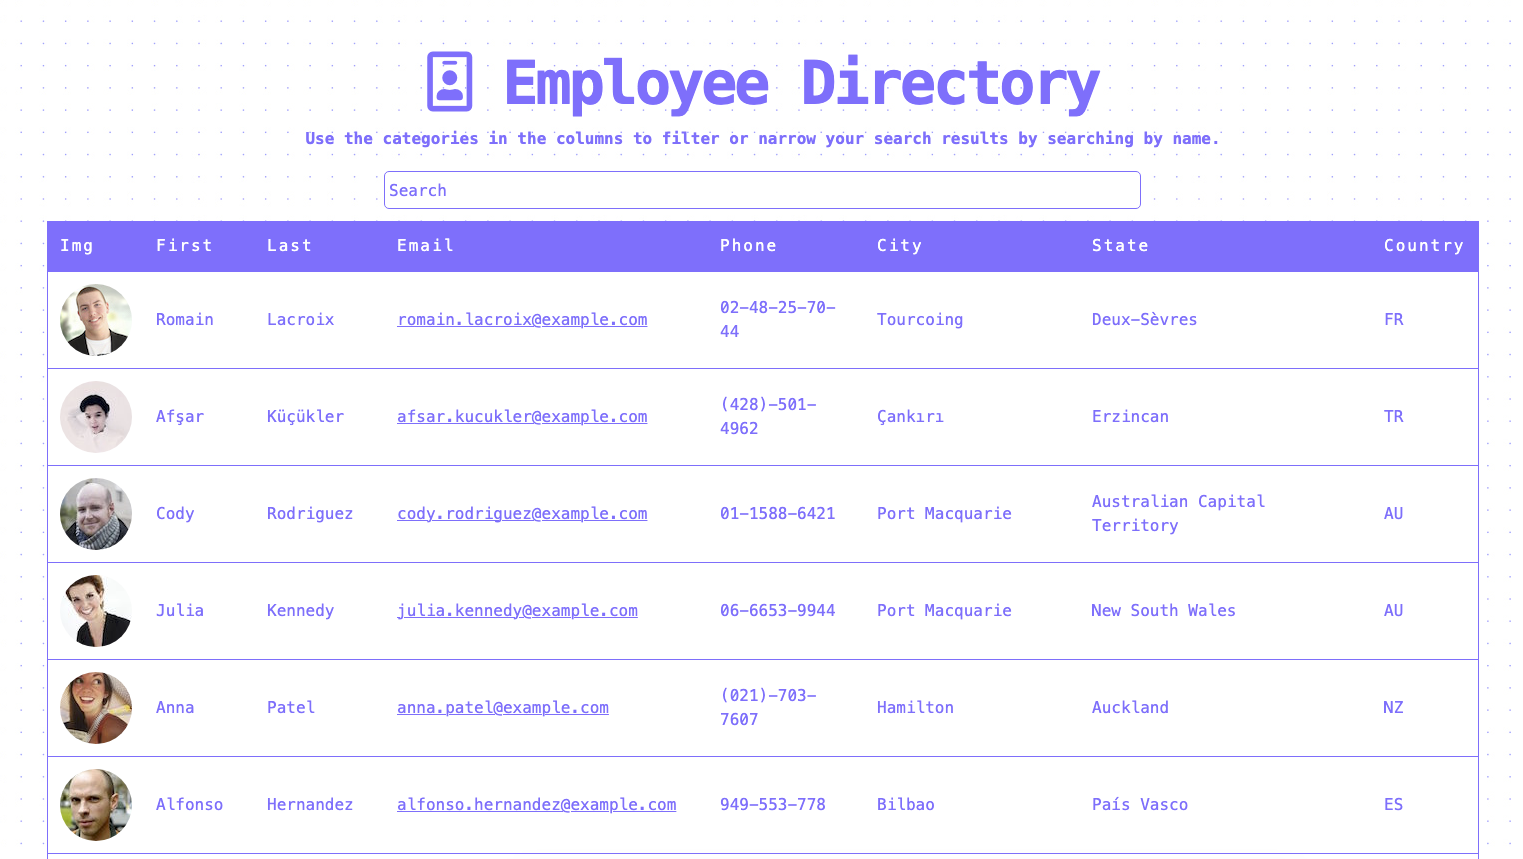 Employee Directory
Use the categories in the columns to filter or narrow your search results by searching by name.
Search
Img First Last Email Phone City State Country
Romain Lacroix romain.lacroix@example.com 02-48-25-70-44 Tourcoing Deux-Sèvres FR
Afşar Küçükler afsar.kucukler@example.com (428)-501-4962 Çankırı Erzincan TR
Cody Rodriguez cody.rodriguez@example.com 01-1588-6421 Port Macquarie Australian Capital Territory AU
Julia Kennedy julia.kennedy@example.com 06-6653-9944 Port Macquarie New South Wales AU
Anna Patel anna.patel@example.com (021)-703-7607 Hamilton Auckland NZ
Alfonso Hernandez alfonso.hernandez@example.com 949-553-778 Bilbao País Vasco ES